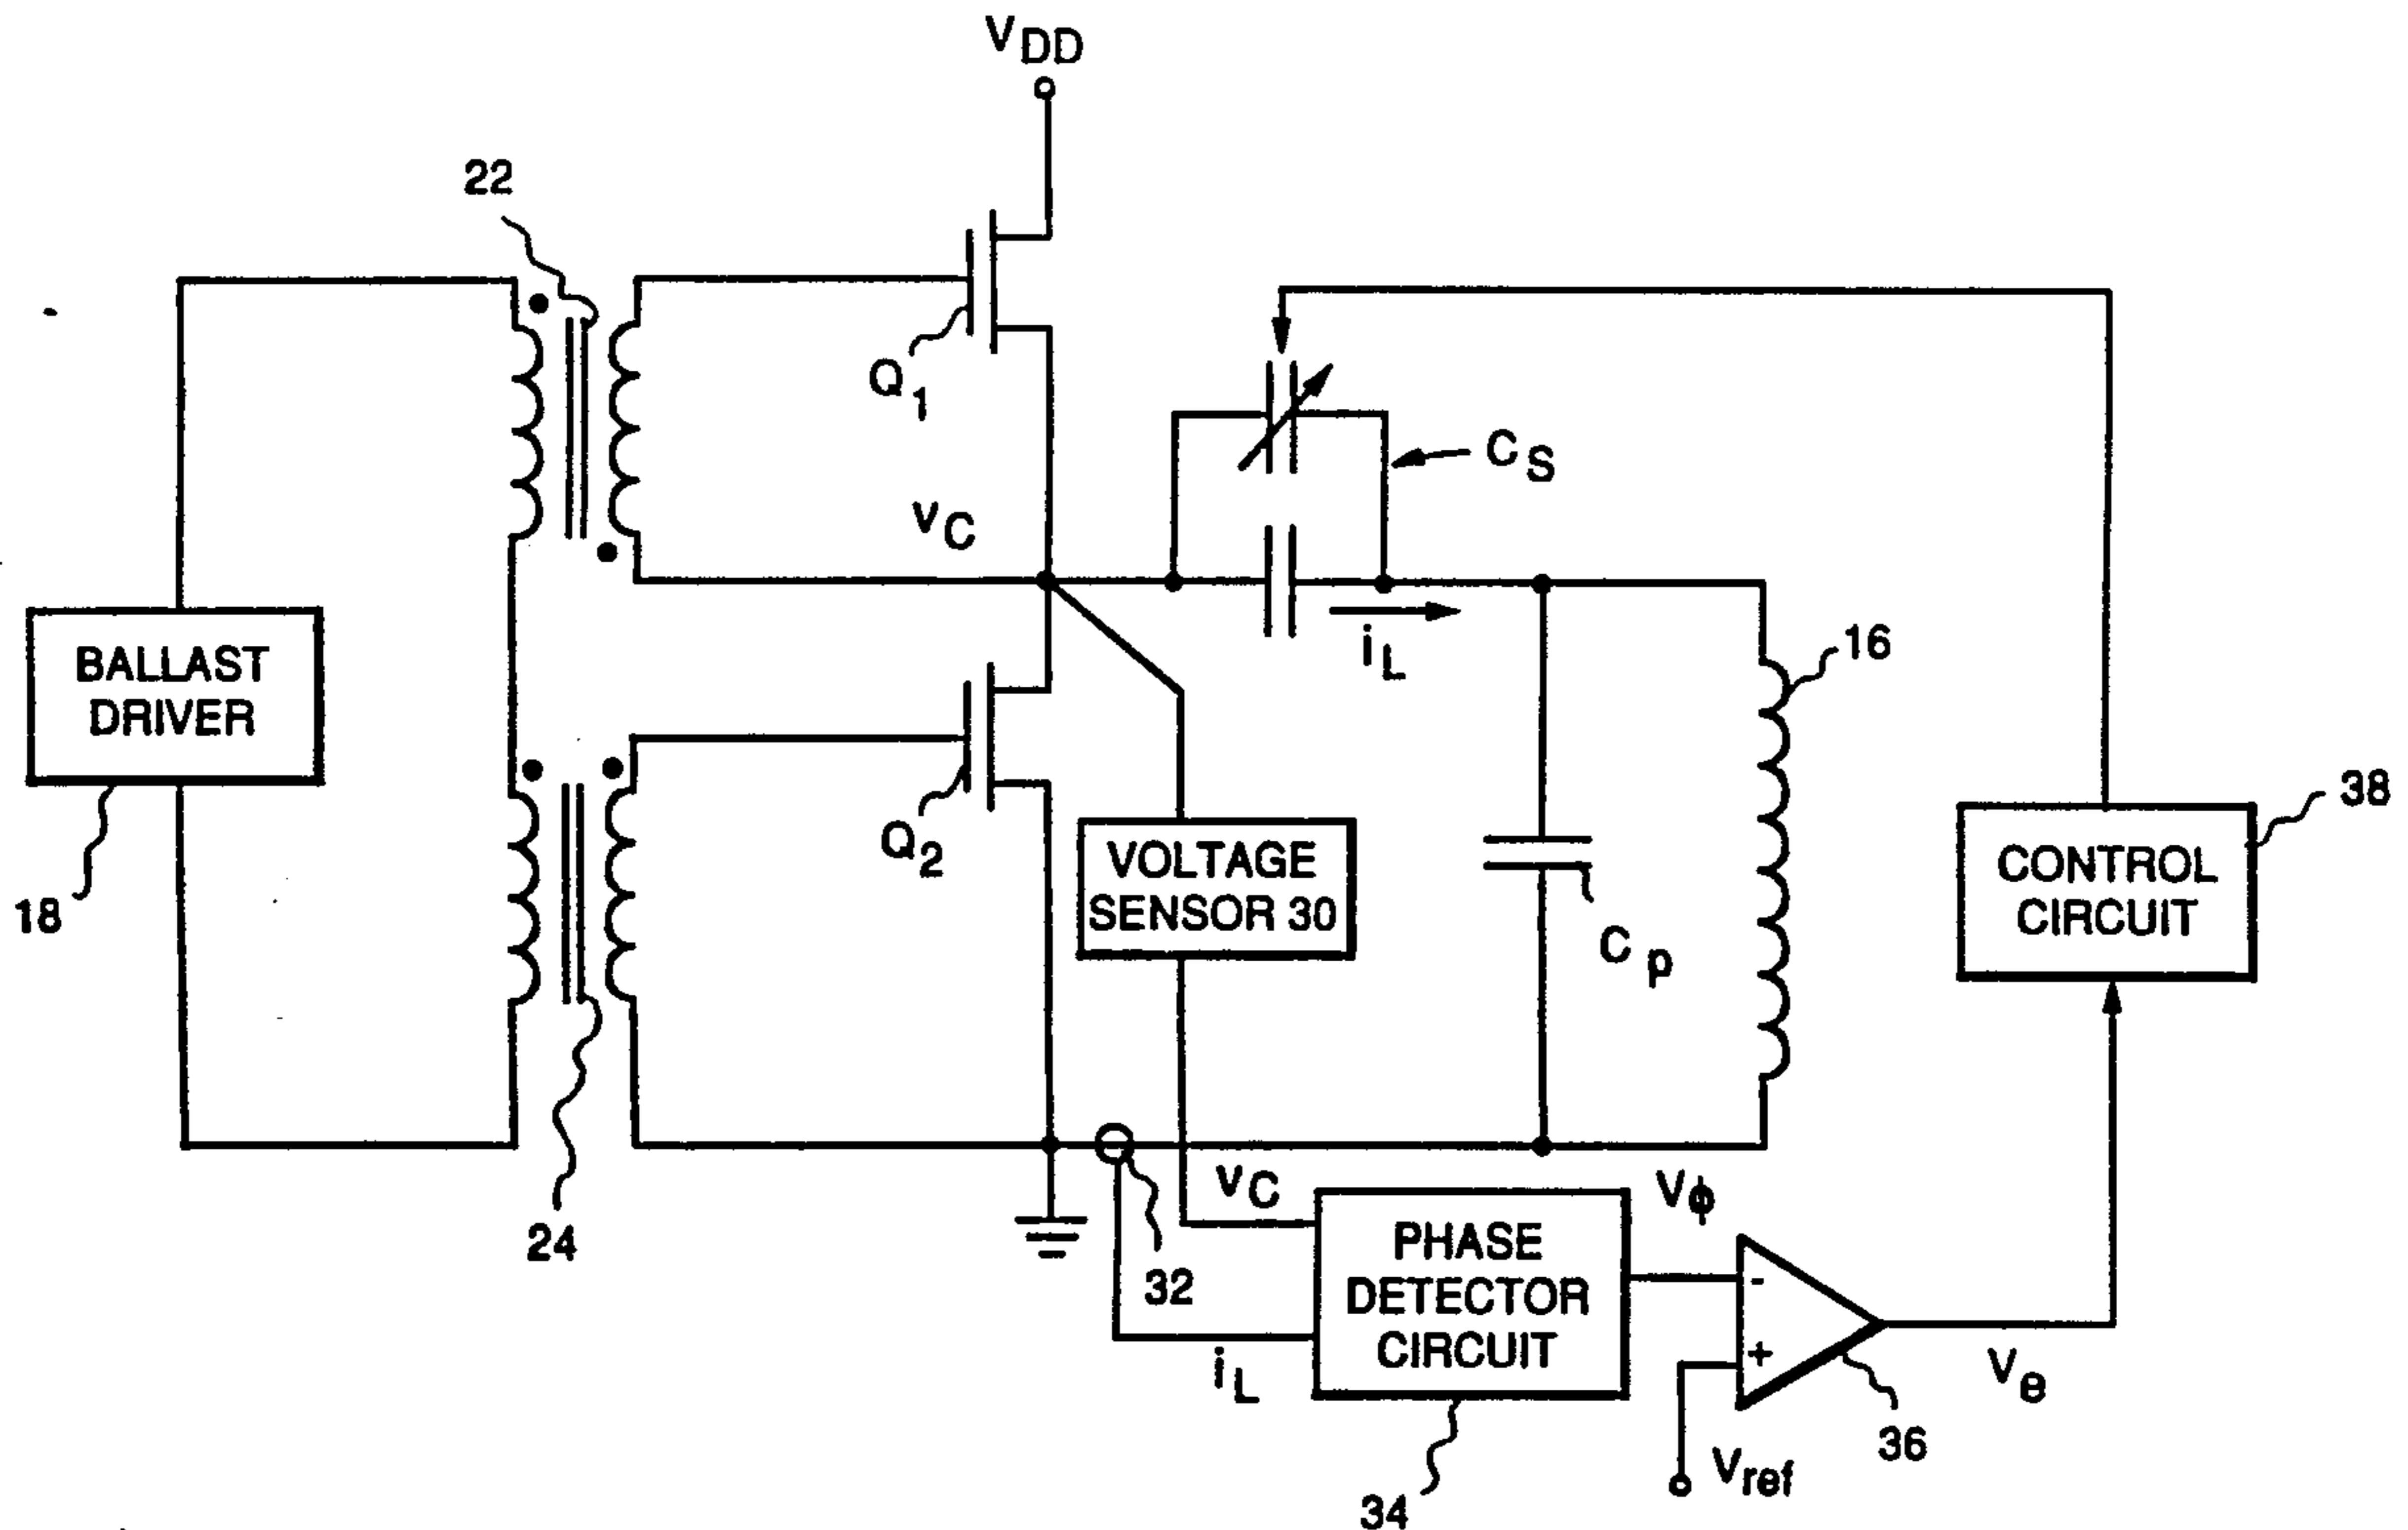 VDD
22
Q1
CS
vC
iL
16
BALLAST
DRIVER
18
Q2
VOLTAGE
SENSOR 30
Cp
38
CONTROL
CIRCUIT
24
vC
32
iL
PHASE
DETECTOR
CIRCUIT
34
Vϕ
-
+
Vref
36
Ve